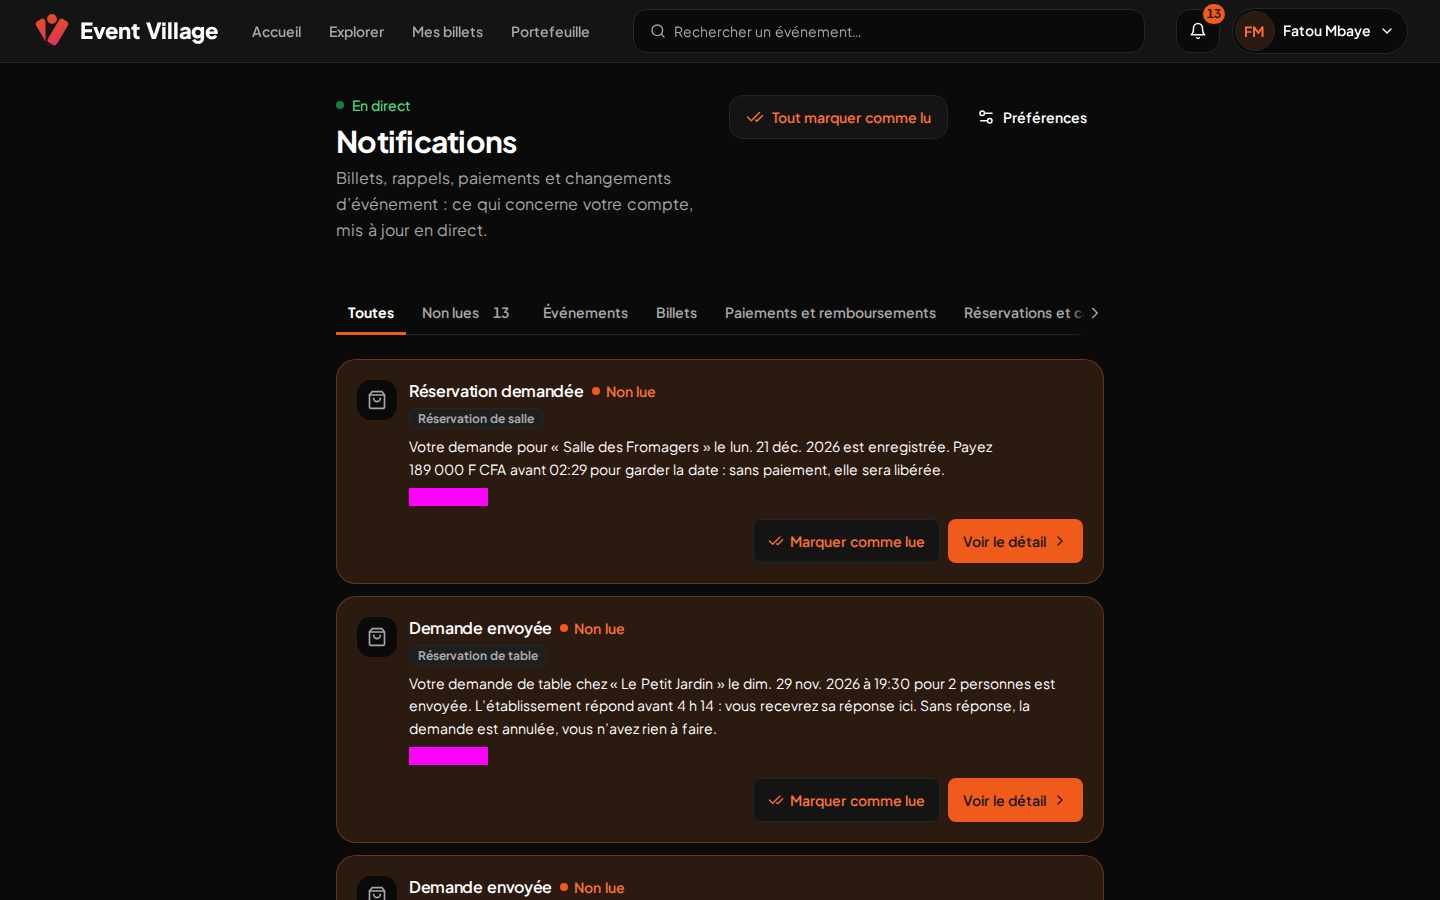 Event Village
Accueil
Explorer
Mes billets
Portefeuille
Rechercher un événement…
13
FM
Fatou Mbaye
En direct
Notifications
Billets, rappels, paiements et changements
d’événement : ce qui concerne votre compte,
mis à jour en direct.
Tout marquer comme lu
Préférences
Toutes
Non lues 13
Événements
Billets
Paiements et remboursements
Réservations et
Réservation demandée
Non lue
Réservation de salle
Votre demande pour « Salle des Fromagers » le lun. 21 déc. 2026 est enregistrée. Payez
189 000 F CFA avant 02:29 pour garder la date : sans paiement, elle sera libérée.
Marquer comme lue
Voir le détail
Demande envoyée
Non lue
Réservation de table
Votre demande de table chez « Le Petit Jardin » le dim. 29 nov. 2026 à 19:30 pour 2 personnes est
envoyée. L’établissement répond avant 4 h 14 : vous recevrez sa réponse ici. Sans réponse, la
demande est annulée, vous n’avez rien à faire.
Marquer comme lue
Voir le détail
Demande envoyée
Non lue